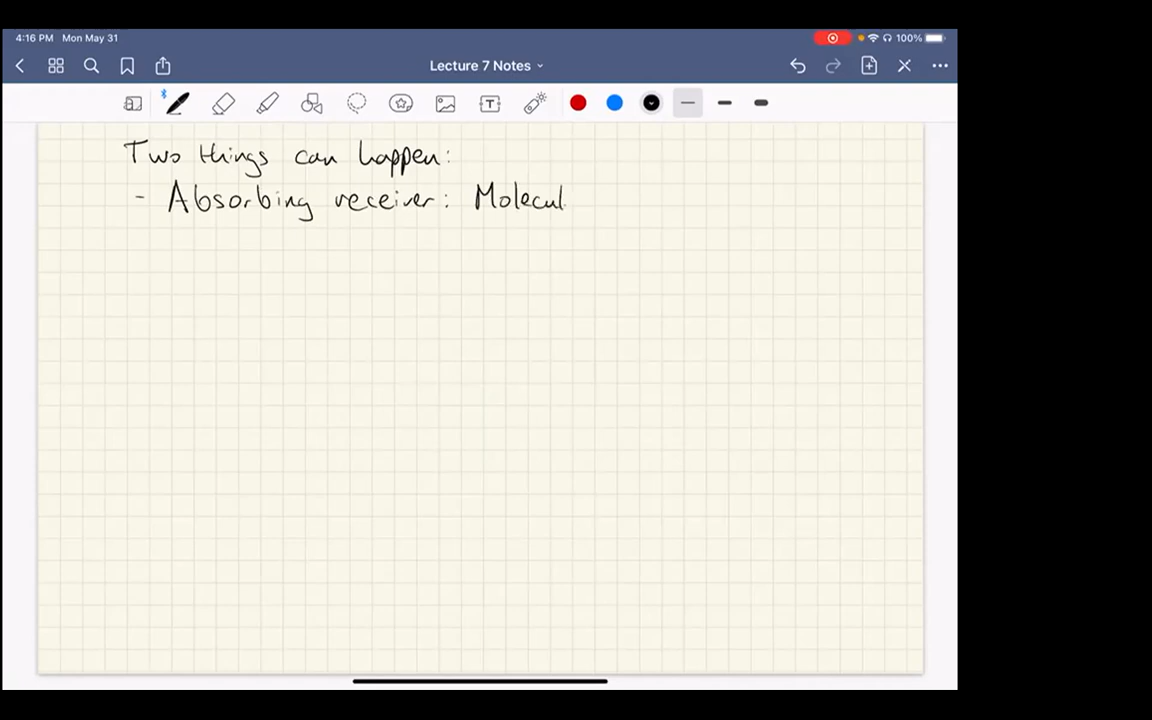 4:16 PM Mon May 31 100%
Lecture 7 Notes
Two things can happen:
- Absorbing receiver: Molecul